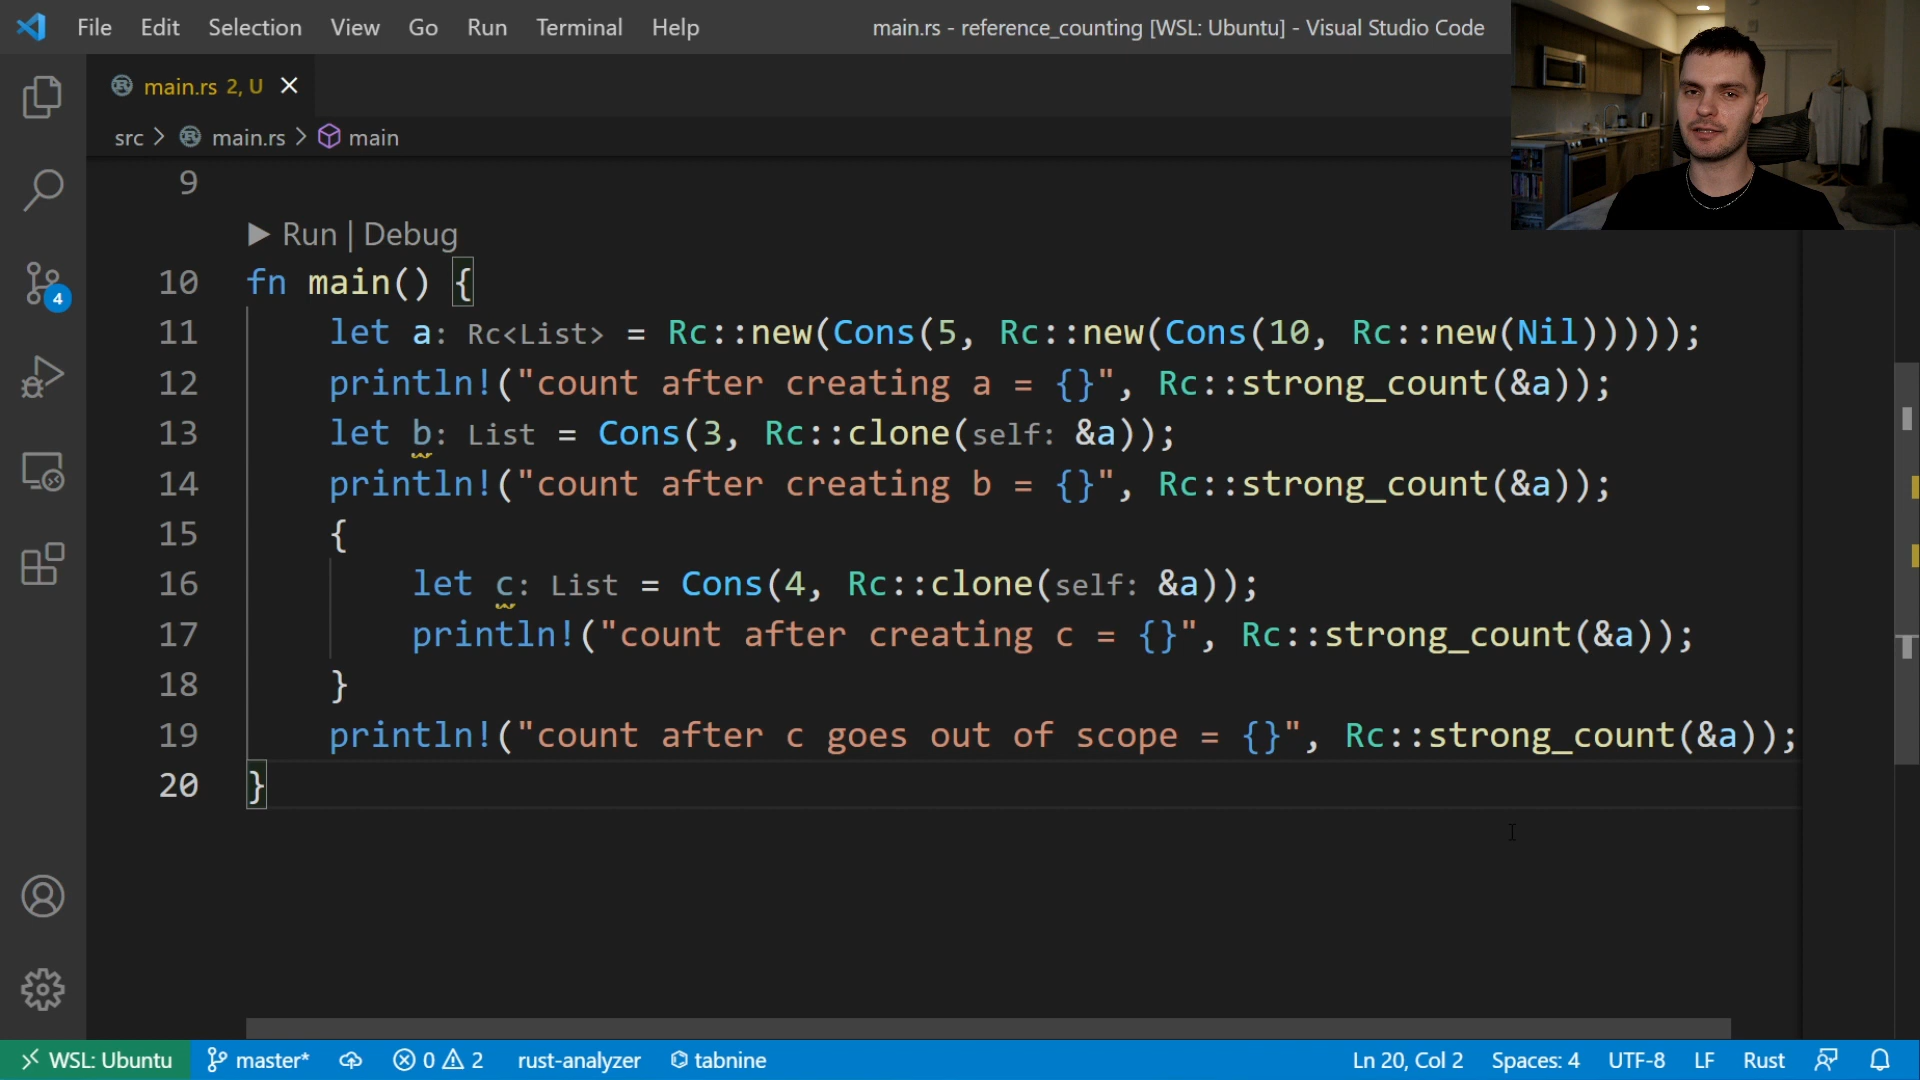 File Edit Selection View Go Run Terminal Help main.rs - reference_counting [WSL: Ubuntu] - Visual Studio Code
main.rs 2, U
src > main.rs > main
9
Run | Debug
10 fn main() {
11 let a: Rc<List> = Rc::new(Cons(5, Rc::new(Cons(10, Rc::new(Nil)))));
12 println!("count after creating a = {}", Rc::strong_count(&a));
13 let b: List = Cons(3, Rc::clone(self: &a));
14 println!("count after creating b = {}", Rc::strong_count(&a));
15 {
16 let c: List = Cons(4, Rc::clone(self: &a));
17 println!("count after creating c = {}", Rc::strong_count(&a));
18 }
19 println!("count after c goes out of scope = {}", Rc::strong_count(&a));
20 }
4
WSL: Ubuntu master* 0 2 rust-analyzer tabnine Ln 20, Col 2 Spaces: 4 UTF-8 LF Rust